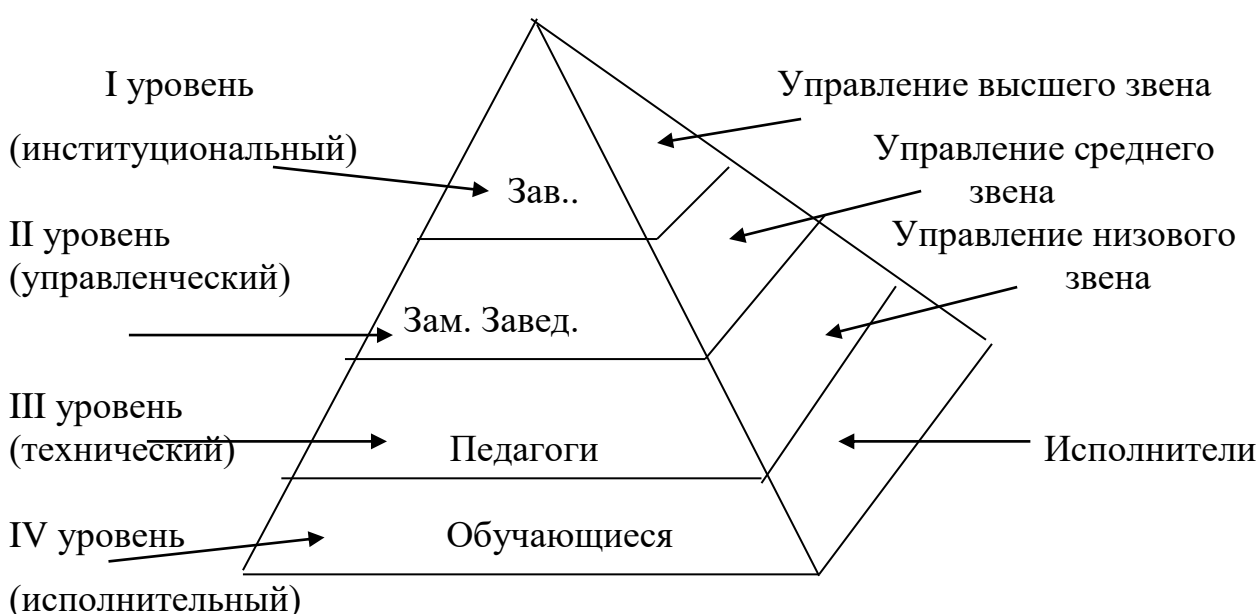 I уровень
(институциональный)
Управление высшего звена
Управление среднего
звена
Зав..
II уровень
(управленческий)
Управление низового
звена
Зам. Завед.
III уровень
(технический)
Педагоги
Исполнители
IV уровень
(исполнительный)
Обучающиеся